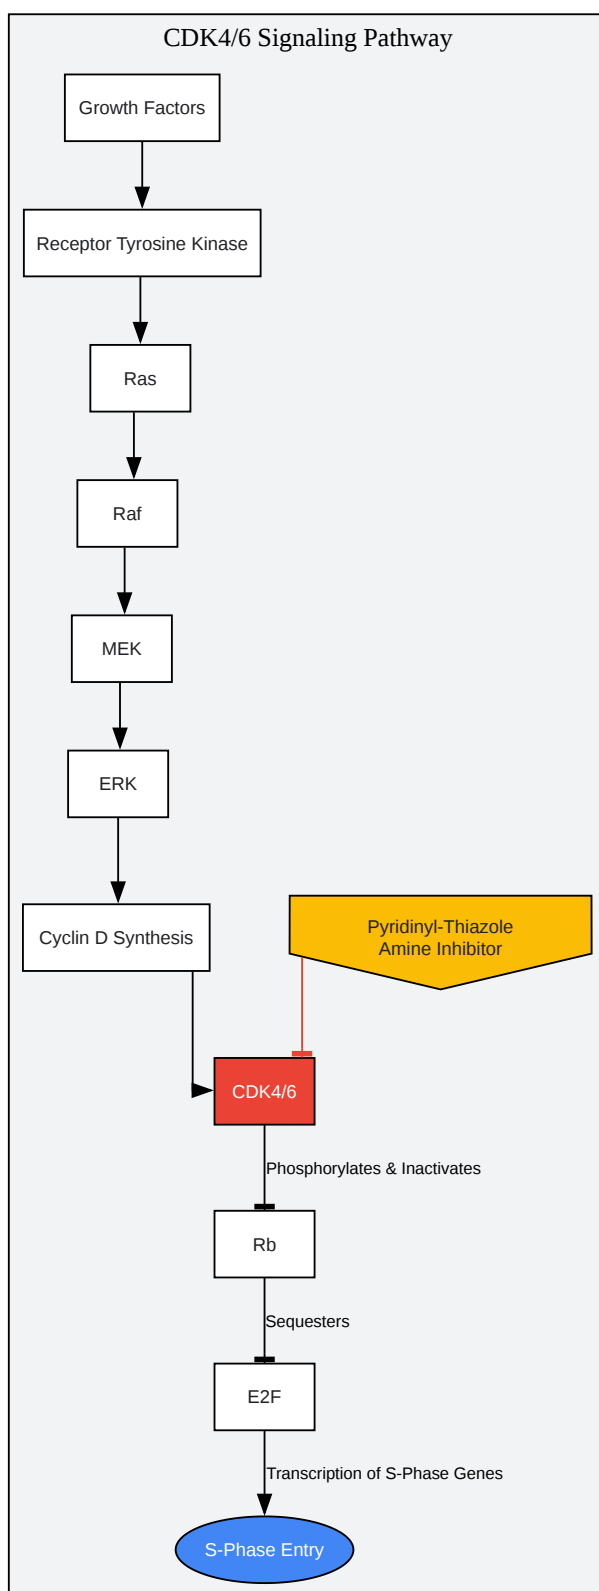 CDK4/6 Signaling Pathway
Growth Factors
Receptor Tyrosine Kinase
Ras
Raf
MEK
ERK
Cyclin D Synthesis
Pyridinyl-Thiazole
Amine Inhibitor
CDK4/6
Phosphorylates & Inactivates
Rb
Sequesters
E2F
Transcription of S-Phase Genes
S-Phase Entry